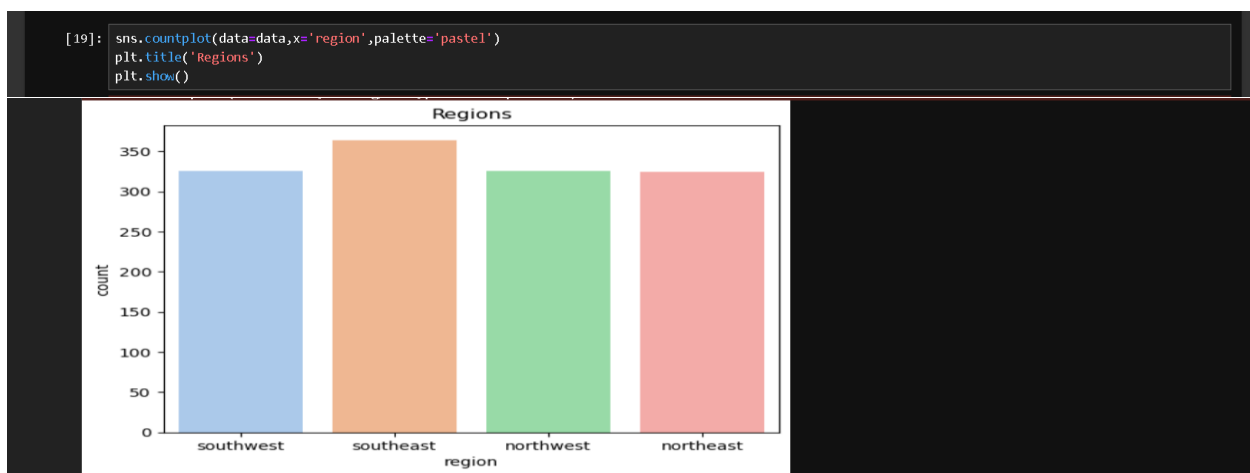 [19]: sns.countplot(data=data,x='region',palette='pastel')
plt.title('Regions')
plt.show()
Regions
350
300
250
200
150
100
50
0
count
southwest southeast northwest northeast
region